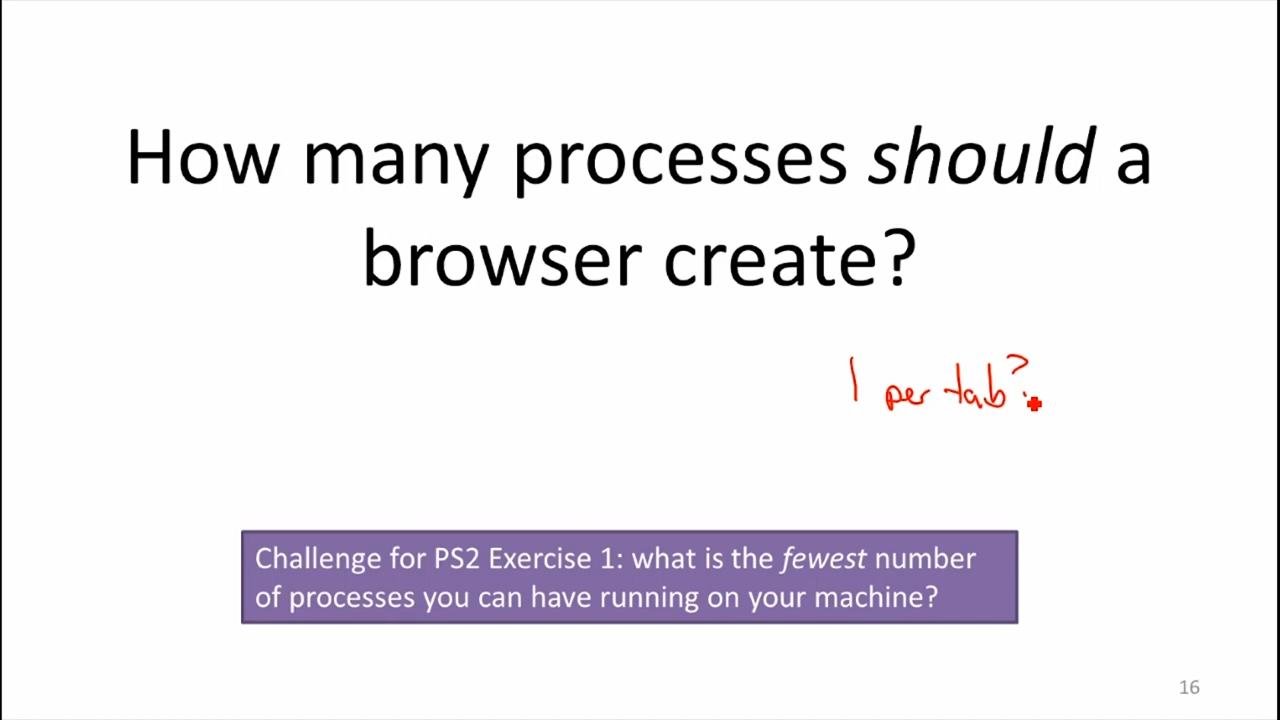 How many processes should a
browser create?
1 per tab?
Challenge for PS2 Exercise 1: what is the fewest number
of processes you can have running on your machine?
16